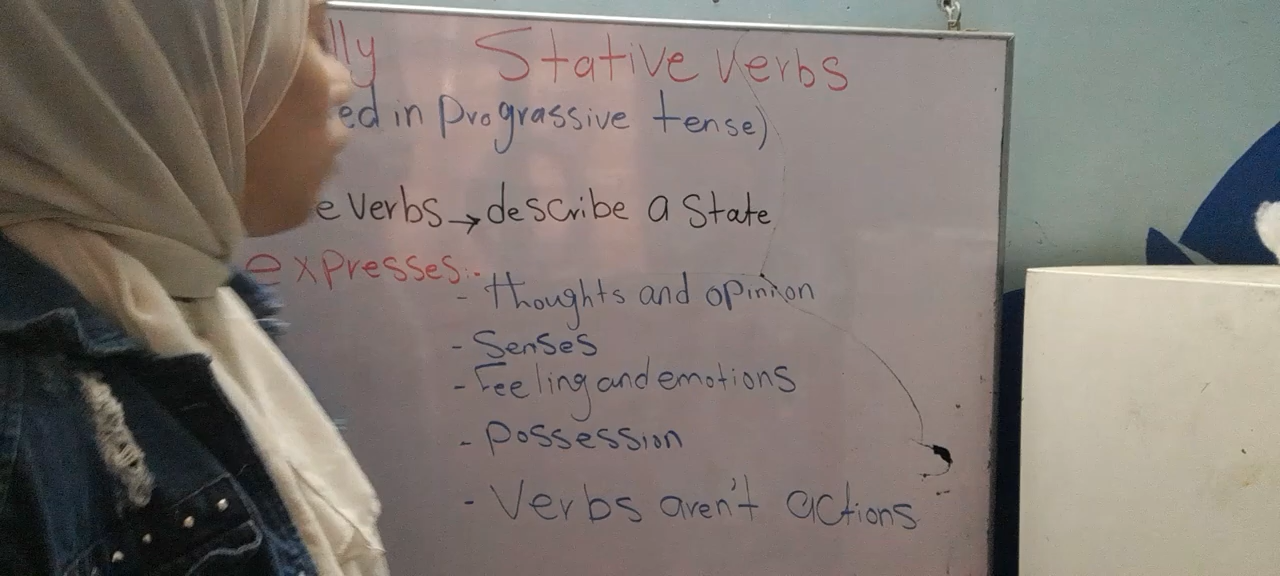 lly Stative verbs
ed in Prograssive tense)
e verbs → describe a State
expresses:-
- thoughts and opinion
- Senses
- Feeling and emotions
- Possession
- Verbs aren't actions